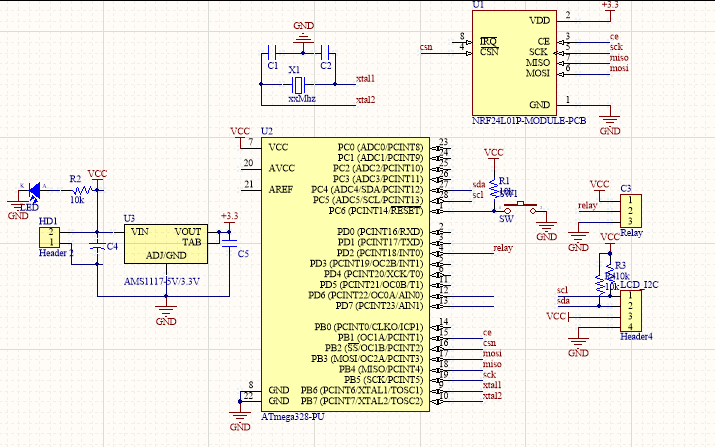 U1
+3.3
VDD
2
8
IRQ
CE
3
ce
csn
4
CSN
SCK
5
sck
MISO
7
miso
MOSI
6
mosi
GND
1
GND
NRF24L01P-MODULE-PCB
GND
C1
C2
X1
xtal1
xxMhz
xtal2
U2
VCC
7
VCC
PC0 (ADC0/PCINT8)
23
PC1 (ADC1/PCINT9)
20
AVCC
PC2 (ADC2/PCINT10)
PC3 (ADC3/PCINT11)
21
AREF
PC4 (ADC4/SDA/PCINT12)
sda
PC5 (ADC5/SCL/PCINT13)
scl
PC6 (PCINT14/RESET)
1
VCC
R1
SW1
SW
GND
PD0 (PCINT16/RXD)
PD1 (PCINT17/TXD)
PD2 (PCINT18/INT0)
relay
PD3 (PCINT19/OC2B/INT1)
PD4 (PCINT20/XCK/T0)
PD5 (PCINT21/OC0B/T1)
PD6 (PCINT22/OC0A/AIN0)
12
PD7 (PCINT23/AIN1)
13
PB0 (PCINT0/CLKO/ICP1)
14
PB1 (OC1A/PCINT1)
15
ce
PB2 (SS/OC1B/PCINT2)
16
csn
PB3 (MOSI/OC2A/PCINT3)
17
mosi
PB4 (MISO/PCINT4)
18
miso
PB5 (SCK/PCINT5)
19
sck
8
GND
PB6 (PCINT6/XTAL1/TOSC1)
9
xtal1
22
GND
PB7 (PCINT7/XTAL2/TOSC2)
10
xtal2
GND
ATmega328-PU
VCC
R2
K
A
10k
GND
LED
HD1
2
1
Header 2
C4
U3
VIN
VOUT
TAB
ADJ/GND
AMS1117-5V/3.3V
+3.3
C5
GND
VCC
C3
relay
1
2
3
Relay
GND
VCC
R3
10k
10k
LCD_I2C
scl
1
sda
2
VCC
3
4
GND
Header4